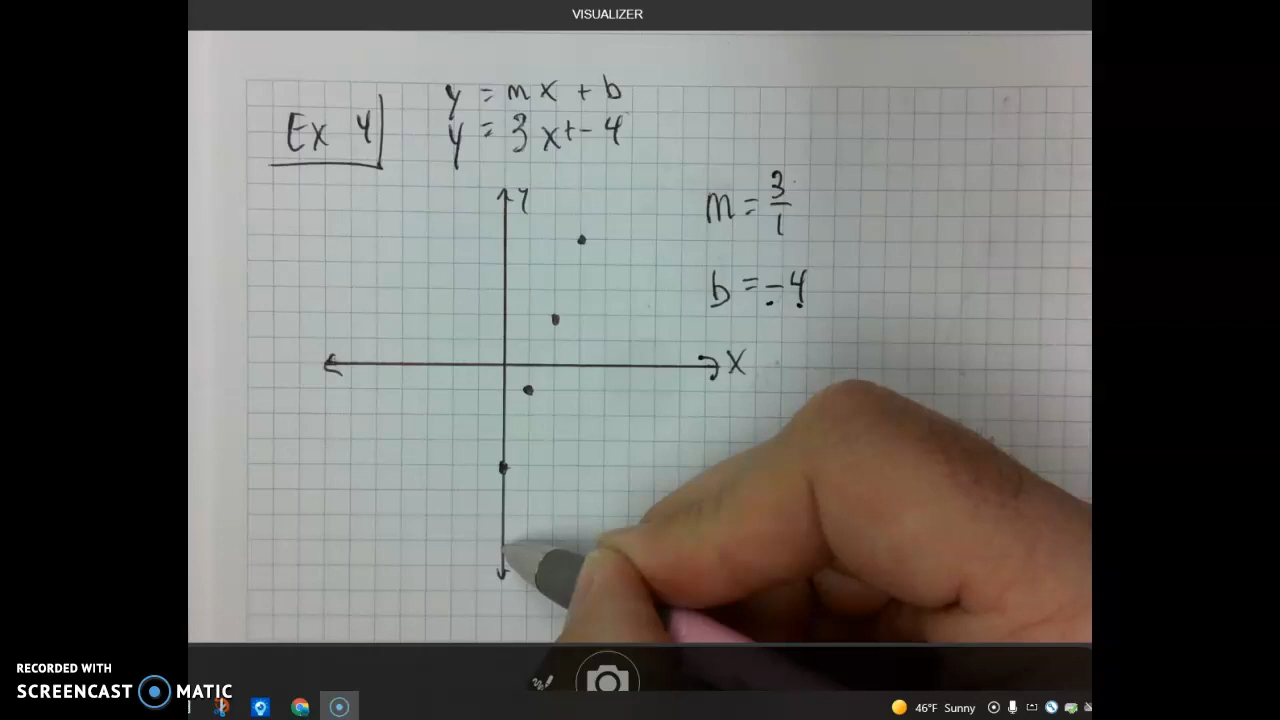 VISUALIZER
y = mx + b
Ex 4
y = 3x+-4
y
m = 3/1
b = -4
x
RECORDED WITH
SCREENCAST MATIC
46°F Sunny